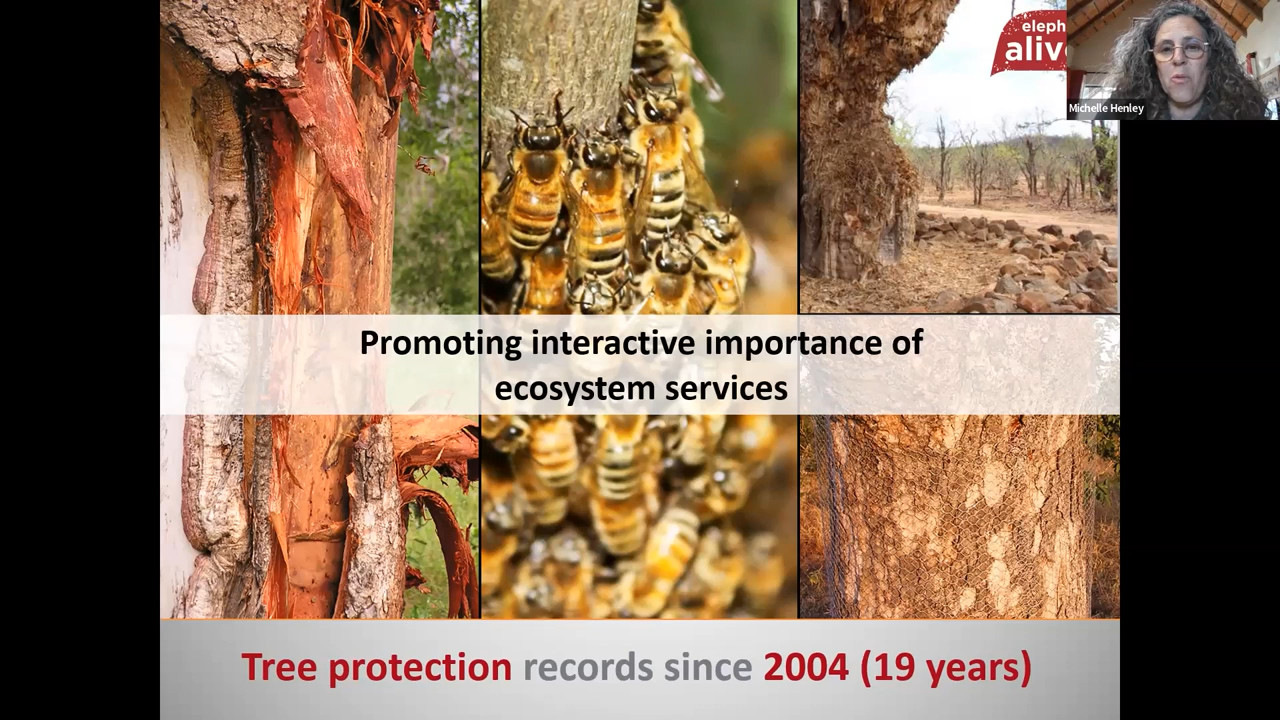 eleph
aliv
Michelle Henley
Promoting interactive importance of
ecosystem services
Tree protection records since 2004 (19 years)